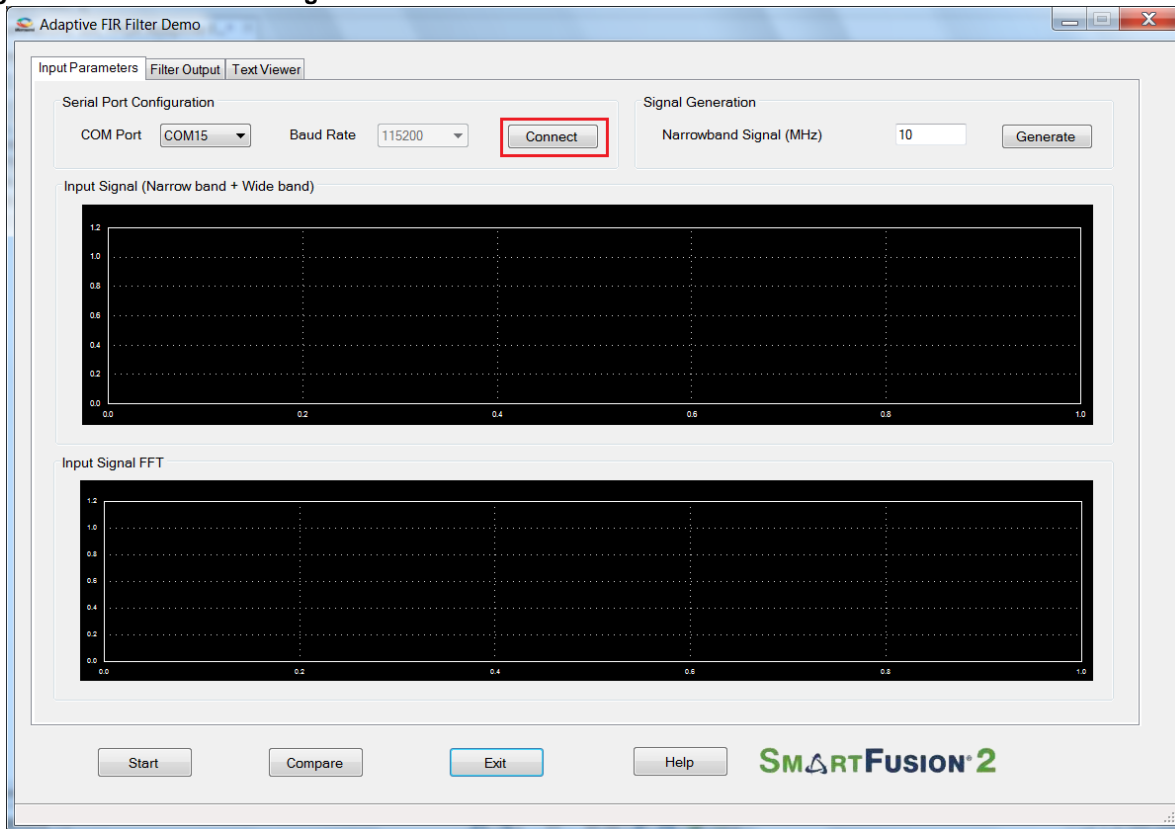 Adaptive FIR Filter Demo
Input Parameters Filter Output Text Viewer
Serial Port Configuration Signal Generation
COM Port COM15 Baud Rate 115200 Connect Narrowband Signal (MHz) 10 Generate
Input Signal (Narrow band + Wide band)
1.2
1.0
0.8
0.6
0.4
0.2
0.0
0.0 0.2 0.4 0.6 0.8 1.0
Input Signal FFT
1.2
1.0
0.8
0.6
0.4
0.2
0.0
0.0 0.2 0.4 0.6 0.8 1.0
Start Compare Exit Help SMARTFUSION®2